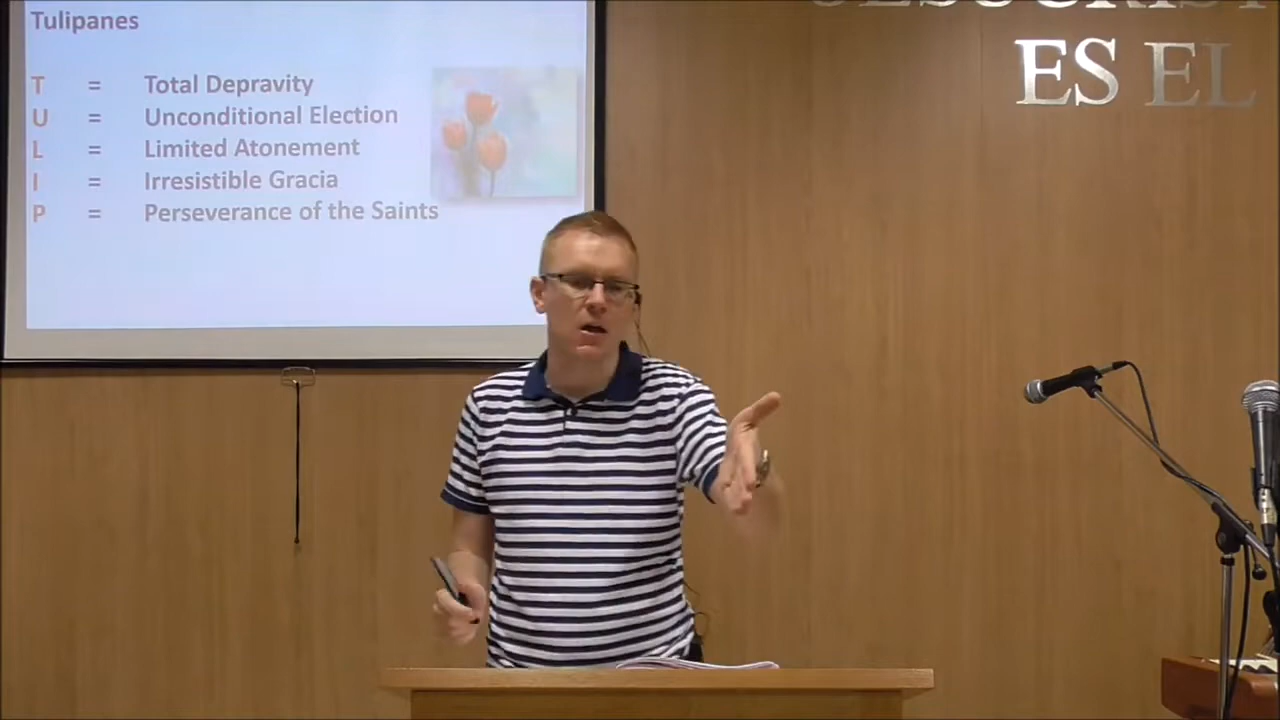 Tulipanes
T = Total Depravity
U = Unconditional Election
L = Limited Atonement
I = Irresistible Gracia
P = Perseverance of the Saints
ES EL